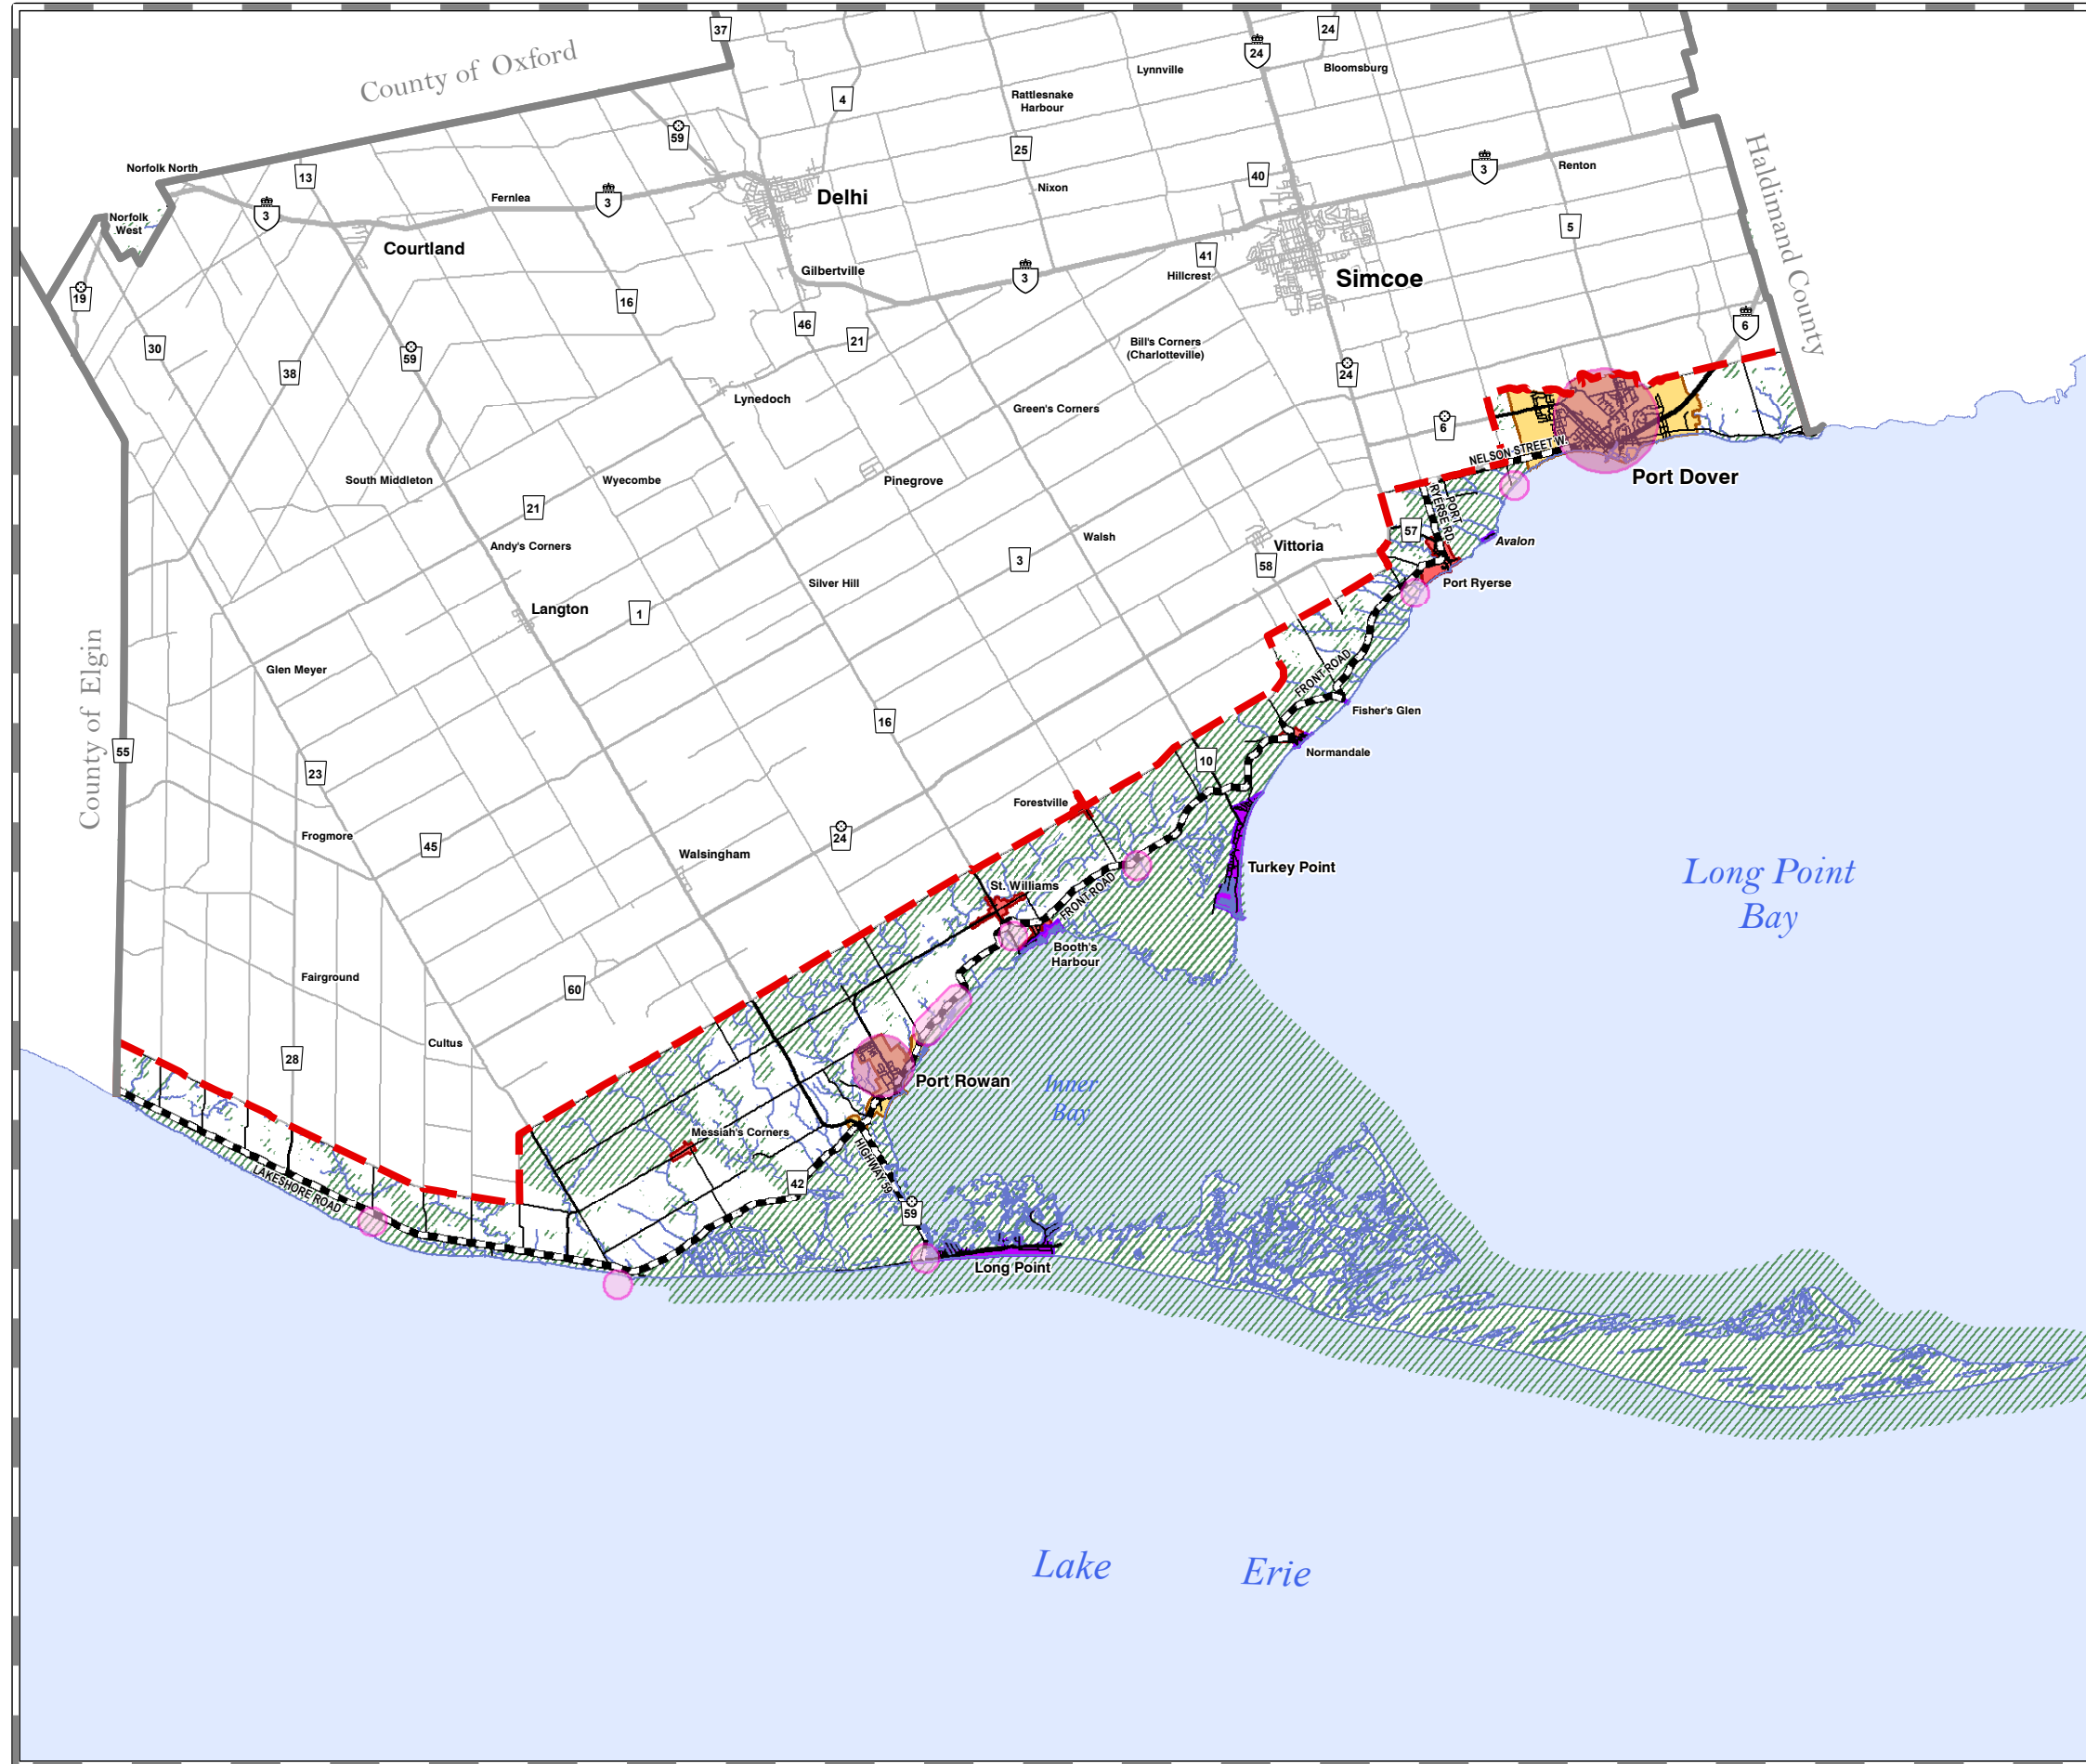 37
24
24
County of Oxford
Lynnville
Bloomsburg
Rattlesnake
Harbour
4
59
25
Norfolk North
13
40
3
Renton
Haldimand County
Fernlea
3
Nixon
Delhi
3
Norfolk
West
5
Courtland
41
Hillcrest
Gilbertville
3
Simcoe
19
16
46
21
6
30
59
38
Bill's Corners
(Charlotteville)
24
Lynedoch
Green's Corners
6
NELSON STREET W.
Port Dover
South Middleton
Wyecombe
Pinegrove
21
PORT
RYERSE RD.
57
Avalon
Andy's Corners
Walsh
Vittoria
3
58
Silver Hill
Port Ryerse
Langton
1
County of Elgin
Glen Meyer
FRONT ROAD
Fisher's Glen
16
55
Normandale
10
23
Forestville
Frogmore
45
24
Walsingham
Turkey Point
Long Point
Bay
St. Williams
FRONT ROAD
Booth's
Harbour
Fairground
60
Cultus
28
Port Rowan
Inner
Bay
Messiah's Corners
HIGHWAY 59
42
LAKESHORE ROAD
59
Long Point
Lake Erie